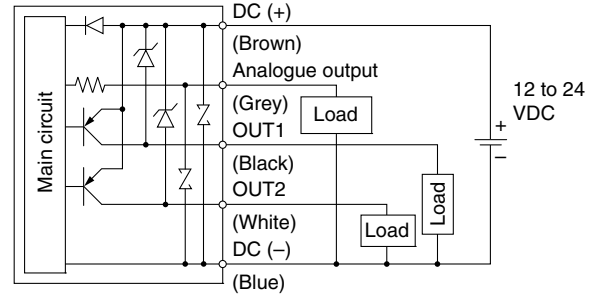 DC (+)
(Brown)
Analogue output
(Grey)
OUT1
(Black)
OUT2
(White)
DC (–)
(Blue)
Main circuit
Load
Load
Load
12 to 24
VDC
+
–